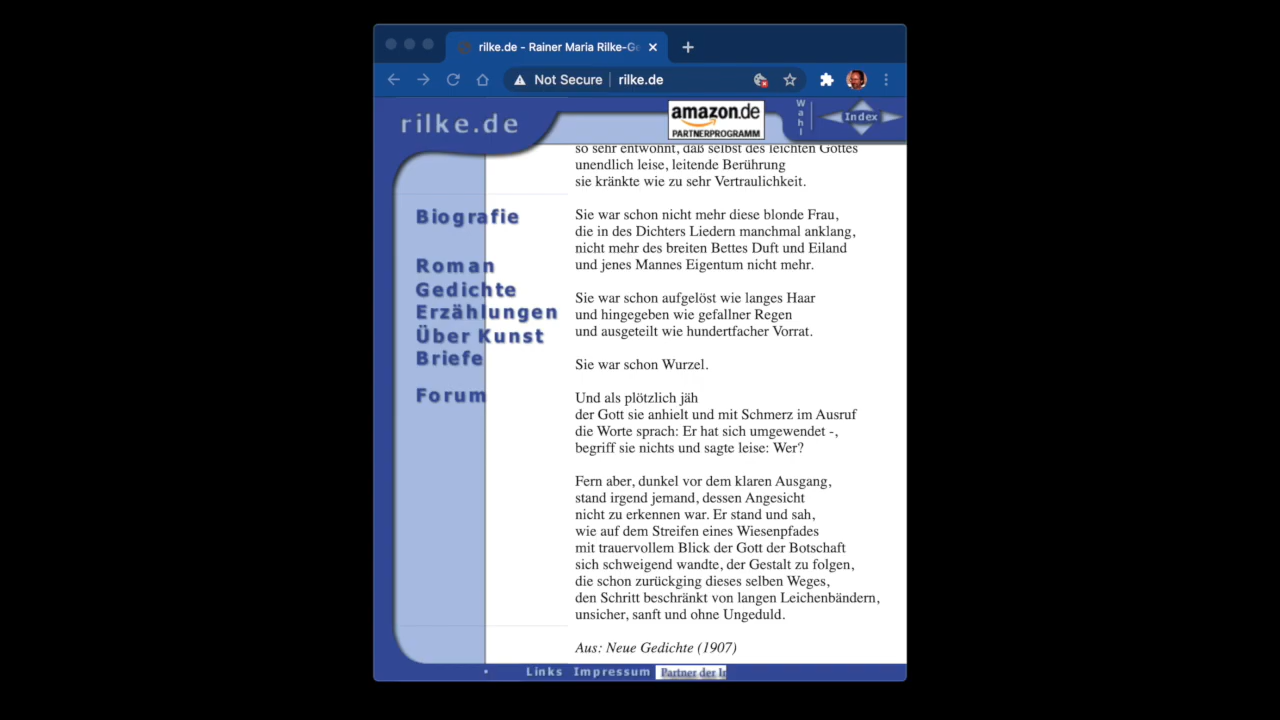 rilke.de - Rainer Maria Rilke-Ge
Not Secure | rilke.de
rilke.de
amazon.de
PARTNERPROGRAMM
Wahl
Index
Biografie
Roman
Gedichte
Erzählungen
Über Kunst
Briefe
Forum
so sehr entwöhnt, daß selbst des leichten Gottes
unendlich leise, leitende Berührung
sie kränkte wie zu sehr Vertraulichkeit.
Sie war schon nicht mehr diese blonde Frau,
die in des Dichters Liedern manchmal anklang,
nicht mehr des breiten Bettes Duft und Eiland
und jenes Mannes Eigentum nicht mehr.
Sie war schon aufgelöst wie langes Haar
und hingegeben wie gefallner Regen
und ausgeteilt wie hundertfacher Vorrat.
Sie war schon Wurzel.
Und als plötzlich jäh
der Gott sie anhielt und mit Schmerz im Ausruf
die Worte sprach: Er hat sich umgewendet -,
begriff sie nichts und sagte leise: Wer?
Fern aber, dunkel vor dem klaren Ausgang,
stand irgend jemand, dessen Angesicht
nicht zu erkennen war. Er stand und sah,
wie auf dem Streifen eines Wiesenpfades
mit trauervollem Blick der Gott der Botschaft
sich schweigend wandte, der Gestalt zu folgen,
die schon zurückging dieses selben Weges,
den Schritt beschränkt von langen Leichenbändern,
unsicher, sanft und ohne Ungeduld.
Aus: Neue Gedichte (1907)
Links Impressum Partner der In